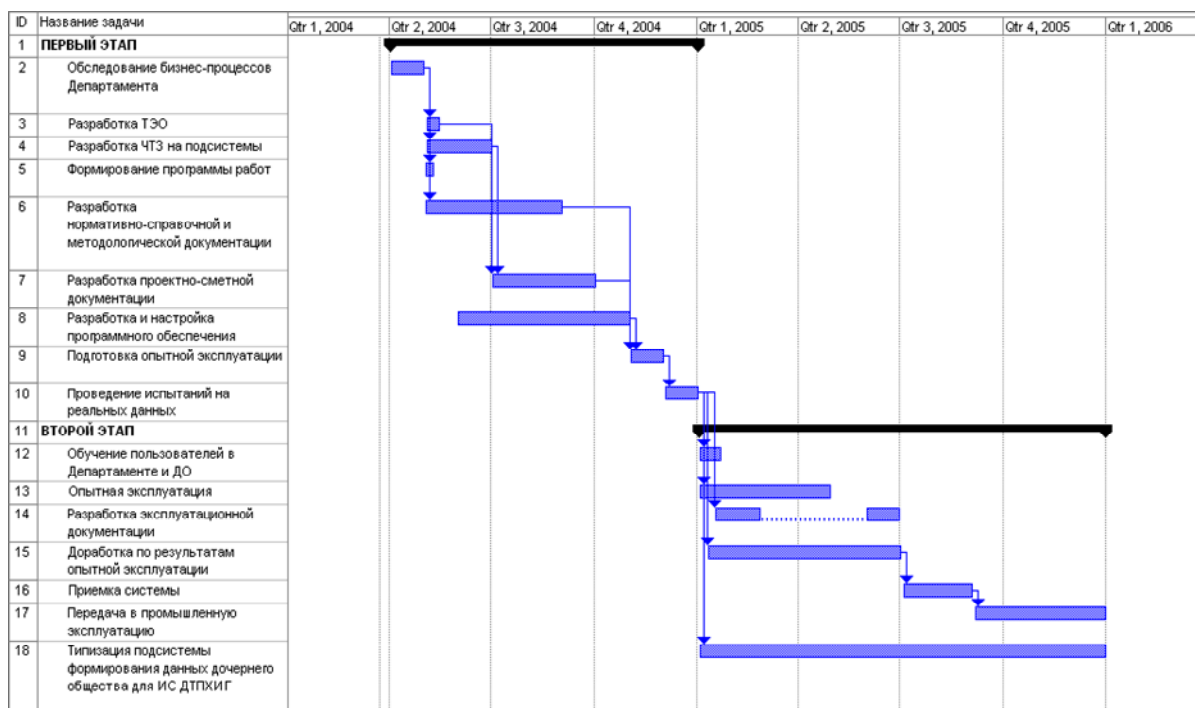 ID Название задачи Qtr 1, 2004 Qtr 2, 2004 Qtr 3, 2004 Qtr 4, 2004 Qtr 1, 2005 Qtr 2, 2005 Qtr 3, 2005 Qtr 4, 2005 Qtr 1, 2006
1 ПЕРВЫЙ ЭТАП
2 Обследование бизнес-процессов
Департамента
3 Разработка ТЭО
4 Разработка ЧТЗ на подсистемы
5 Формирование программы работ
6 Разработка
нормативно-справочной и
методологической документации
7 Разработка проектно-сметной
документации
8 Разработка и настройка
программного обеспечения
9 Подготовка опытной эксплуатации
10 Проведение испытаний на
реальных данных
11 ВТОРОЙ ЭТАП
12 Обучение пользователей в
Департаменте и ДО
13 Опытная эксплуатация
14 Разработка эксплуатационной
документации
15 Доработка по результатам
опытной эксплуатации
16 Приемка системы
17 Передача в промышленную
эксплуатацию
18 Типизация подсистемы
формирования данных дочернего
общества для ИС ДТПХИГ